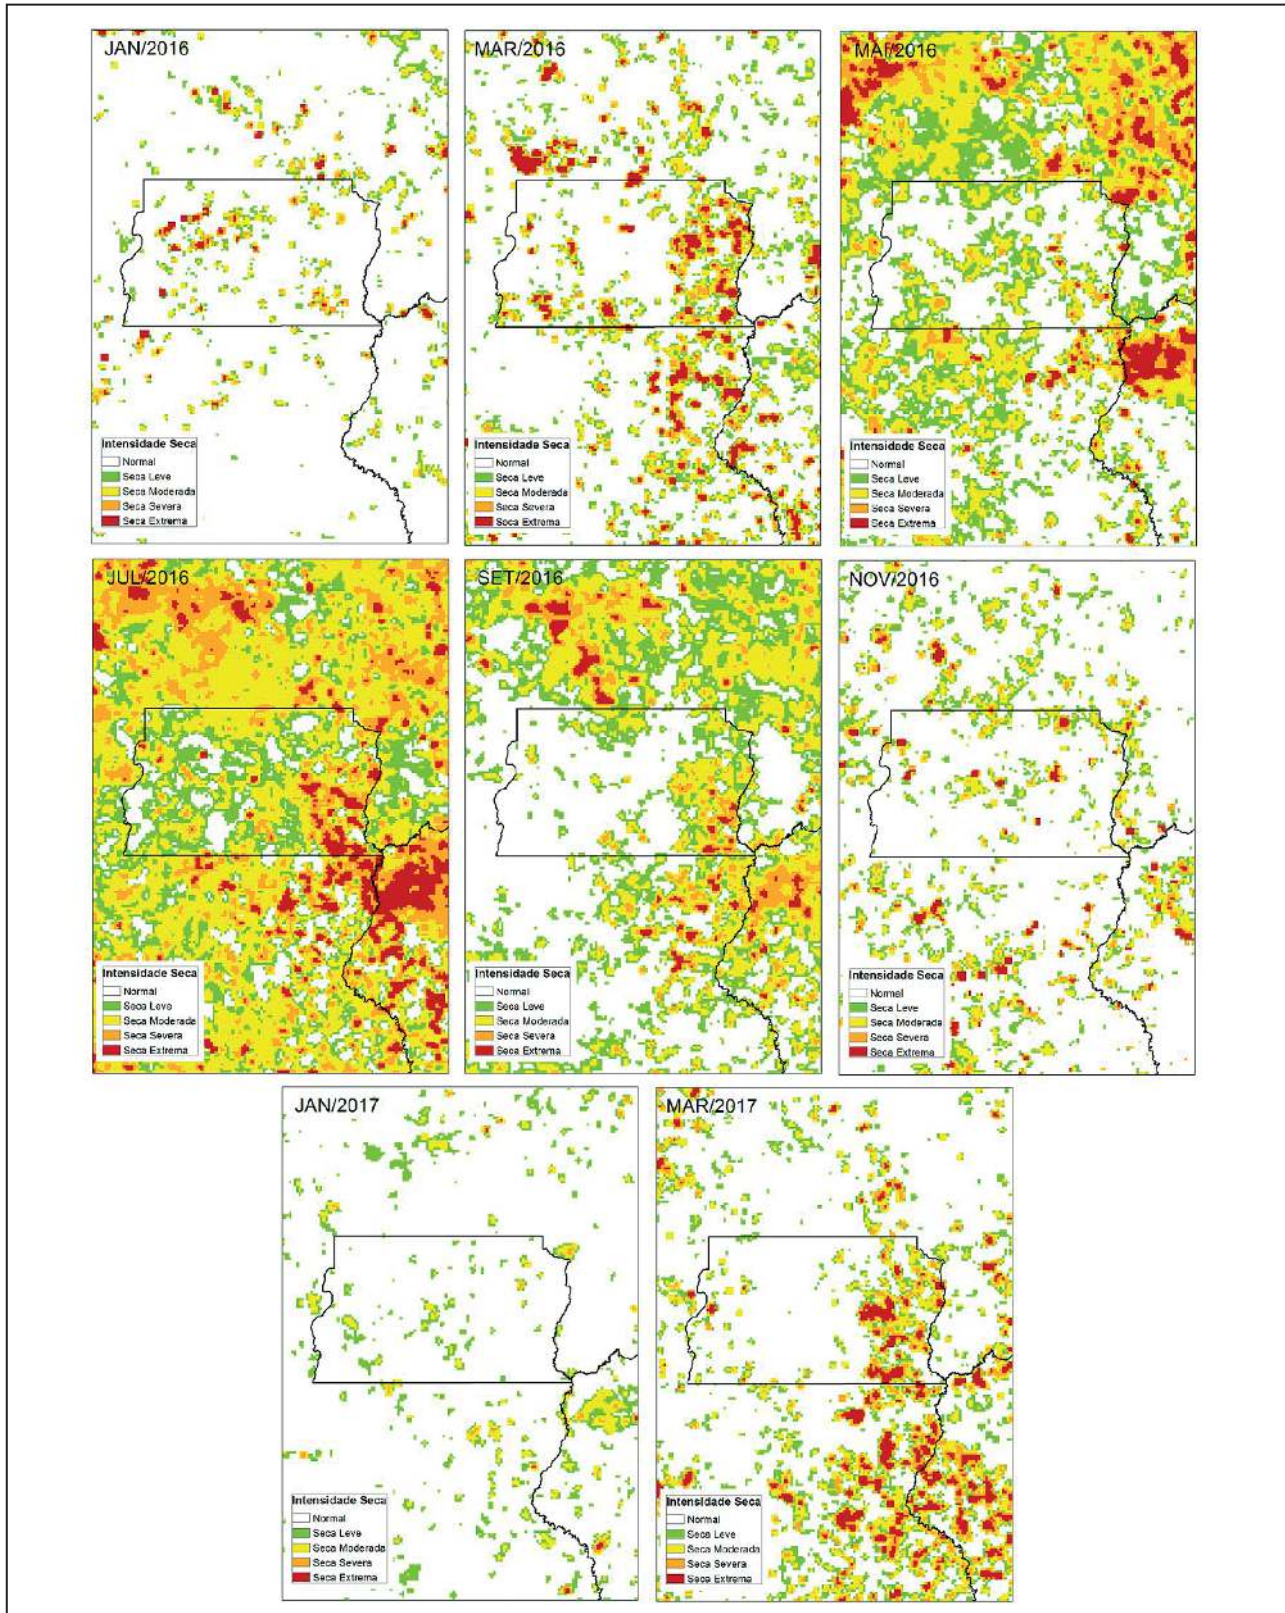 JAN/2016
MAR/2016
MAI/2016
Intensidade Seca
Normal
Seca Leve
Seca Moderada
Seca Severa
Seca Extrema
Intensidade Seca
Normal
Seca Leve
Seca Moderada
Seca Severa
Seca Extrema
Intensidade Seca
Normal
Seca Leve
Seca Moderada
Seca Severa
Seca Extrema
JUL/2016
SET/2016
NOV/2016
Intensidade Seca
Normal
Seca Leve
Seca Moderada
Seca Severa
Seca Extrema
Intensidade Seca
Normal
Seca Leve
Seca Moderada
Seca Severa
Seca Extrema
Intensidade Seca
Normal
Seca Leve
Seca Moderada
Seca Severa
Seca Extrema
JAN/2017
MAR/2017
Intensidade Seca
Normal
Seca Leve
Seca Moderada
Seca Severa
Seca Extrema
Intensidade Seca
Normal
Seca Leve
Seca Moderada
Seca Severa
Seca Extrema